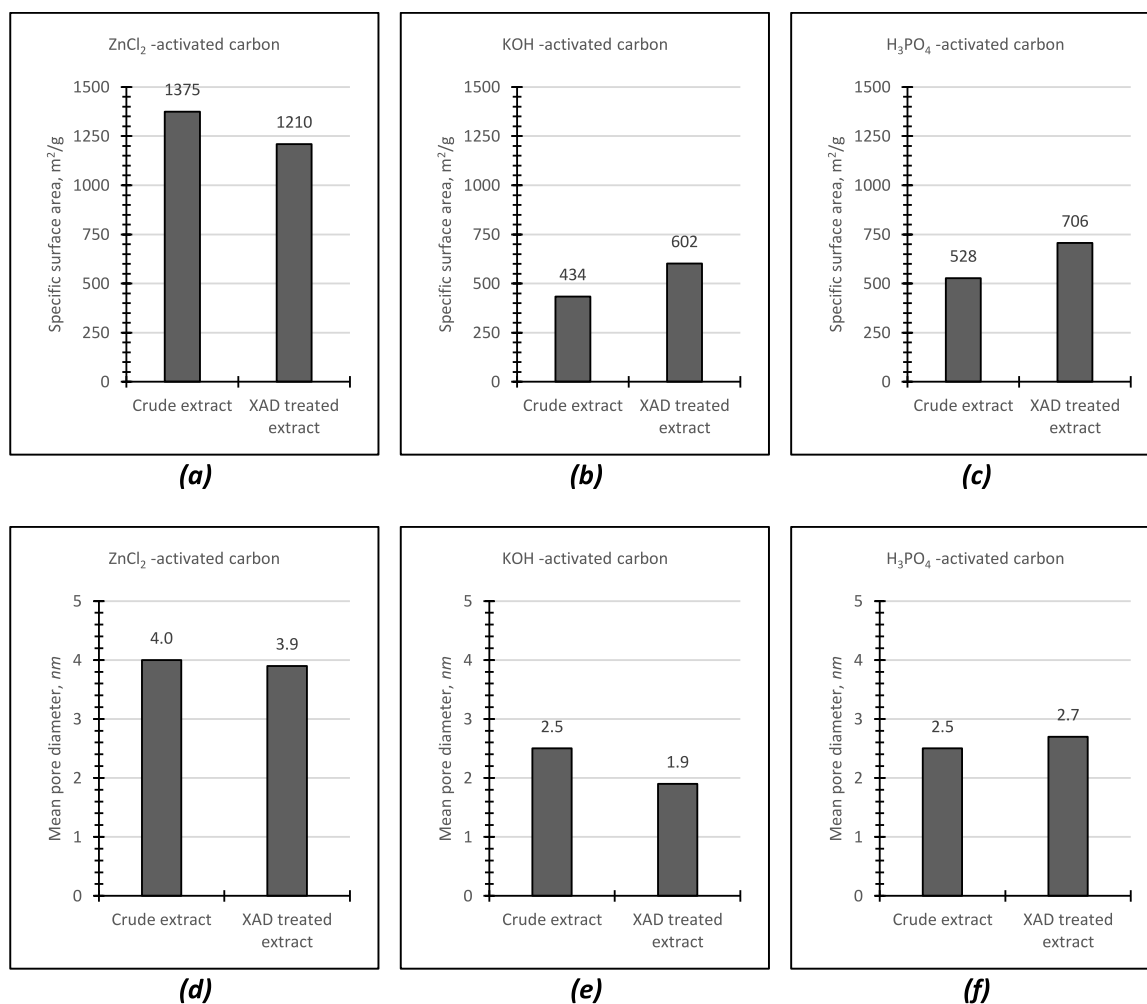 ZnCl₂ -activated carbon
Specific surface area, m²/g
1500
1250
1000
750
500
250
0
1375
1210
Crude extract
XAD treated
extract
(a)
KOH -activated carbon
Specific surface area, m²/g
1500
1250
1000
750
500
250
0
434
602
Crude extract
XAD treated
extract
(b)
H₃PO₄ -activated carbon
Specific surface area, m²/g
1500
1250
1000
750
500
250
0
528
706
Crude extract
XAD treated
extract
(c)
ZnCl₂ -activated carbon
Mean pore diameter, nm
5
4
3
2
1
0
4.0
3.9
Crude extract
XAD treated
extract
(d)
KOH -activated carbon
Mean pore diameter, nm
5
4
3
2
1
0
2.5
1.9
Crude extract
XAD treated
extract
(e)
H₃PO₄ -activated carbon
Mean pore diameter, nm
5
4
3
2
1
0
2.5
2.7
Crude extract
XAD treated
extract
(f)